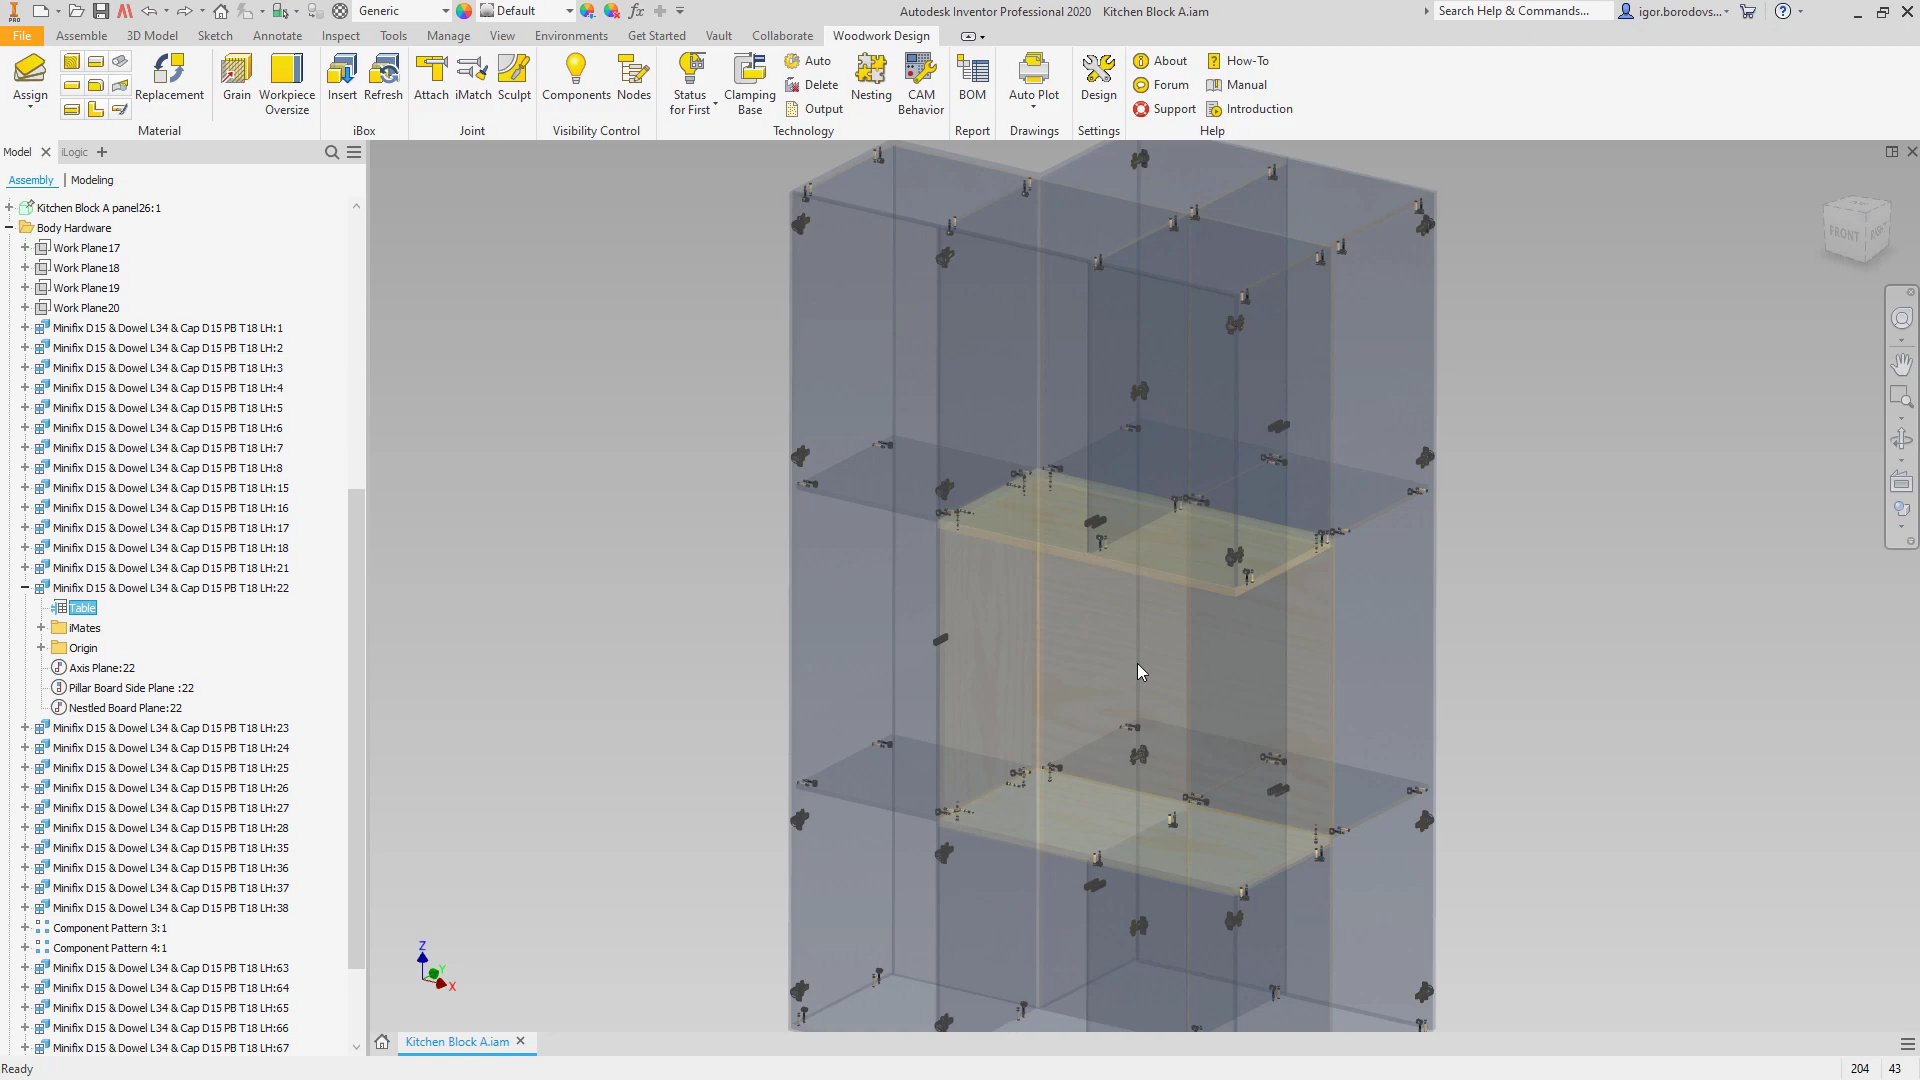 PRO
Generic
Default
fx
Autodesk Inventor Professional 2020 Kitchen Block A.iam
Search Help & Commands...
igor.borodovs...
File
Assemble
3D Model
Sketch
Annotate
Inspect
Tools
Manage
View
Environments
Get Started
Vault
Collaborate
Woodwork Design
Assign
Replacement
Grain
Workpiece
Oversize
Insert
Refresh
Attach
iMatch
Sculpt
Components
Nodes
Status
for First
Clamping
Base
Auto
Delete
Output
Nesting
CAM
Behavior
BOM
Auto Plot
Design
About
Forum
Support
How-To
Manual
Introduction
Material
iBox
Joint
Visibility Control
Technology
Report
Drawings
Settings
Help
Model
iLogic
Assembly
Modeling
Kitchen Block A panel26:1
Body Hardware
Work Plane17
Work Plane18
Work Plane19
Work Plane20
Minifix D15 & Dowel L34 & Cap D15 PB T18 LH:1
Minifix D15 & Dowel L34 & Cap D15 PB T18 LH:2
Minifix D15 & Dowel L34 & Cap D15 PB T18 LH:3
Minifix D15 & Dowel L34 & Cap D15 PB T18 LH:4
Minifix D15 & Dowel L34 & Cap D15 PB T18 LH:5
Minifix D15 & Dowel L34 & Cap D15 PB T18 LH:6
Minifix D15 & Dowel L34 & Cap D15 PB T18 LH:7
Minifix D15 & Dowel L34 & Cap D15 PB T18 LH:8
Minifix D15 & Dowel L34 & Cap D15 PB T18 LH:15
Minifix D15 & Dowel L34 & Cap D15 PB T18 LH:16
Minifix D15 & Dowel L34 & Cap D15 PB T18 LH:17
Minifix D15 & Dowel L34 & Cap D15 PB T18 LH:18
Minifix D15 & Dowel L34 & Cap D15 PB T18 LH:21
Minifix D15 & Dowel L34 & Cap D15 PB T18 LH:22
Table
iMates
Origin
Axis Plane:22
Pillar Board Side Plane :22
Nestled Board Plane:22
Minifix D15 & Dowel L34 & Cap D15 PB T18 LH:23
Minifix D15 & Dowel L34 & Cap D15 PB T18 LH:24
Minifix D15 & Dowel L34 & Cap D15 PB T18 LH:25
Minifix D15 & Dowel L34 & Cap D15 PB T18 LH:26
Minifix D15 & Dowel L34 & Cap D15 PB T18 LH:27
Minifix D15 & Dowel L34 & Cap D15 PB T18 LH:28
Minifix D15 & Dowel L34 & Cap D15 PB T18 LH:35
Minifix D15 & Dowel L34 & Cap D15 PB T18 LH:36
Minifix D15 & Dowel L34 & Cap D15 PB T18 LH:37
Minifix D15 & Dowel L34 & Cap D15 PB T18 LH:38
Component Pattern 3:1
Component Pattern 4:1
Minifix D15 & Dowel L34 & Cap D15 PB T18 LH:63
Minifix D15 & Dowel L34 & Cap D15 PB T18 LH:64
Minifix D15 & Dowel L34 & Cap D15 PB T18 LH:65
Minifix D15 & Dowel L34 & Cap D15 PB T18 LH:66
Minifix D15 & Dowel L34 & Cap D15 PB T18 LH:67
FRONT
RIGHT
Z
Y
X
Kitchen Block A.iam
Ready
204
43